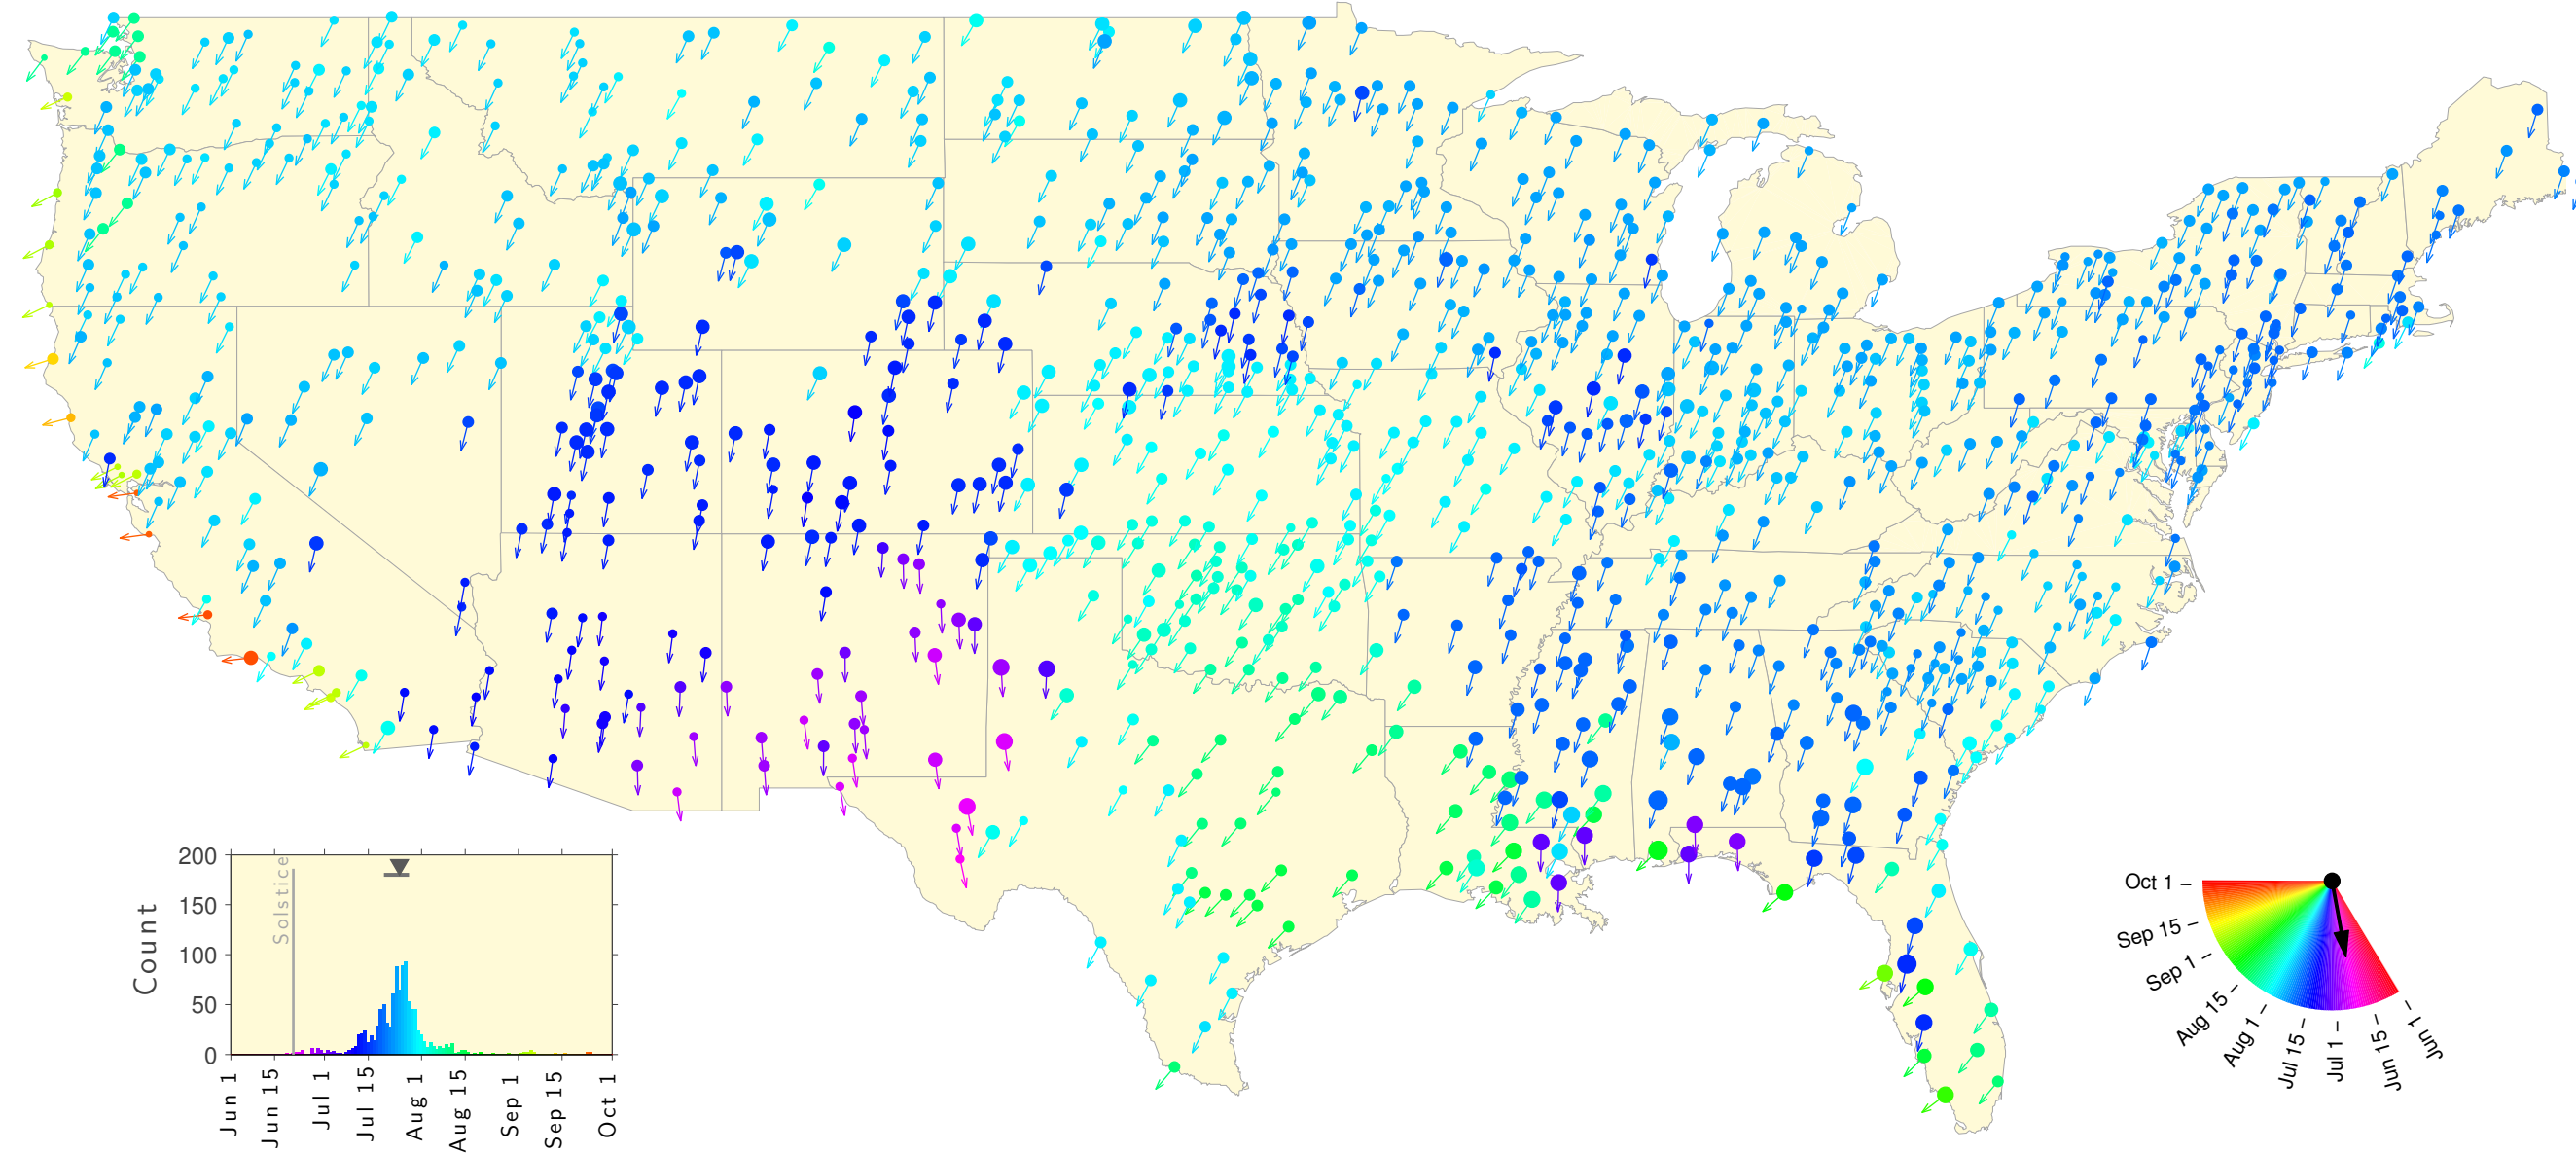 200
150
100
50
0
Count
Solstice
Jun 1
Jun 15
Jul 1
Jul 15
Aug 1
Aug 15
Sep 1
Sep 15
Oct 1
Oct 1 –
Sep 15 –
Sep 1 –
Aug 15 –
Aug 1 –
Jul 15 –
Jul 1 –
Jun 15 –
Jun 1 –